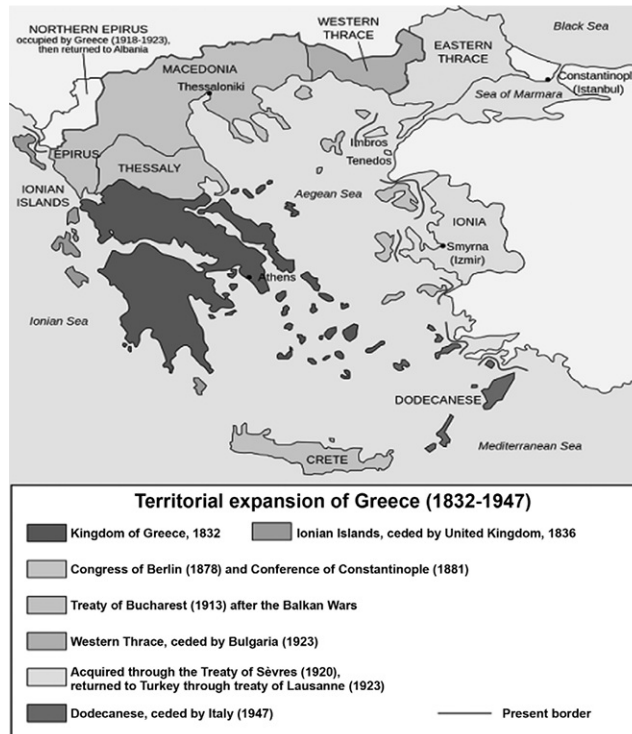 NORTHERN EPIRUS
occupied by Greece (1918-1923),
then returned to Albania
WESTERN
THRACE
Black Sea
EASTERN
THRACE
MACEDONIA
Thessaloniki
Constantinople
(Istanbul)
Sea of Marmara
Imbros
Tenedos
EPIRUS
THESSALY
IONIAN
ISLANDS
Aegean Sea
IONIA
Smyrna
(Izmir)
Athens
Ionian Sea
DODECANESE
Mediterranean Sea
CRETE
Territorial expansion of Greece (1832-1947)
Kingdom of Greece, 1832
Ionian Islands, ceded by United Kingdom, 1836
Congress of Berlin (1878) and Conference of Constantinople (1881)
Treaty of Bucharest (1913) after the Balkan Wars
Western Thrace, ceded by Bulgaria (1923)
Acquired through the Treaty of Sèvres (1920),
returned to Turkey through treaty of Lausanne (1923)
Dodecanese, ceded by Italy (1947)
Present border